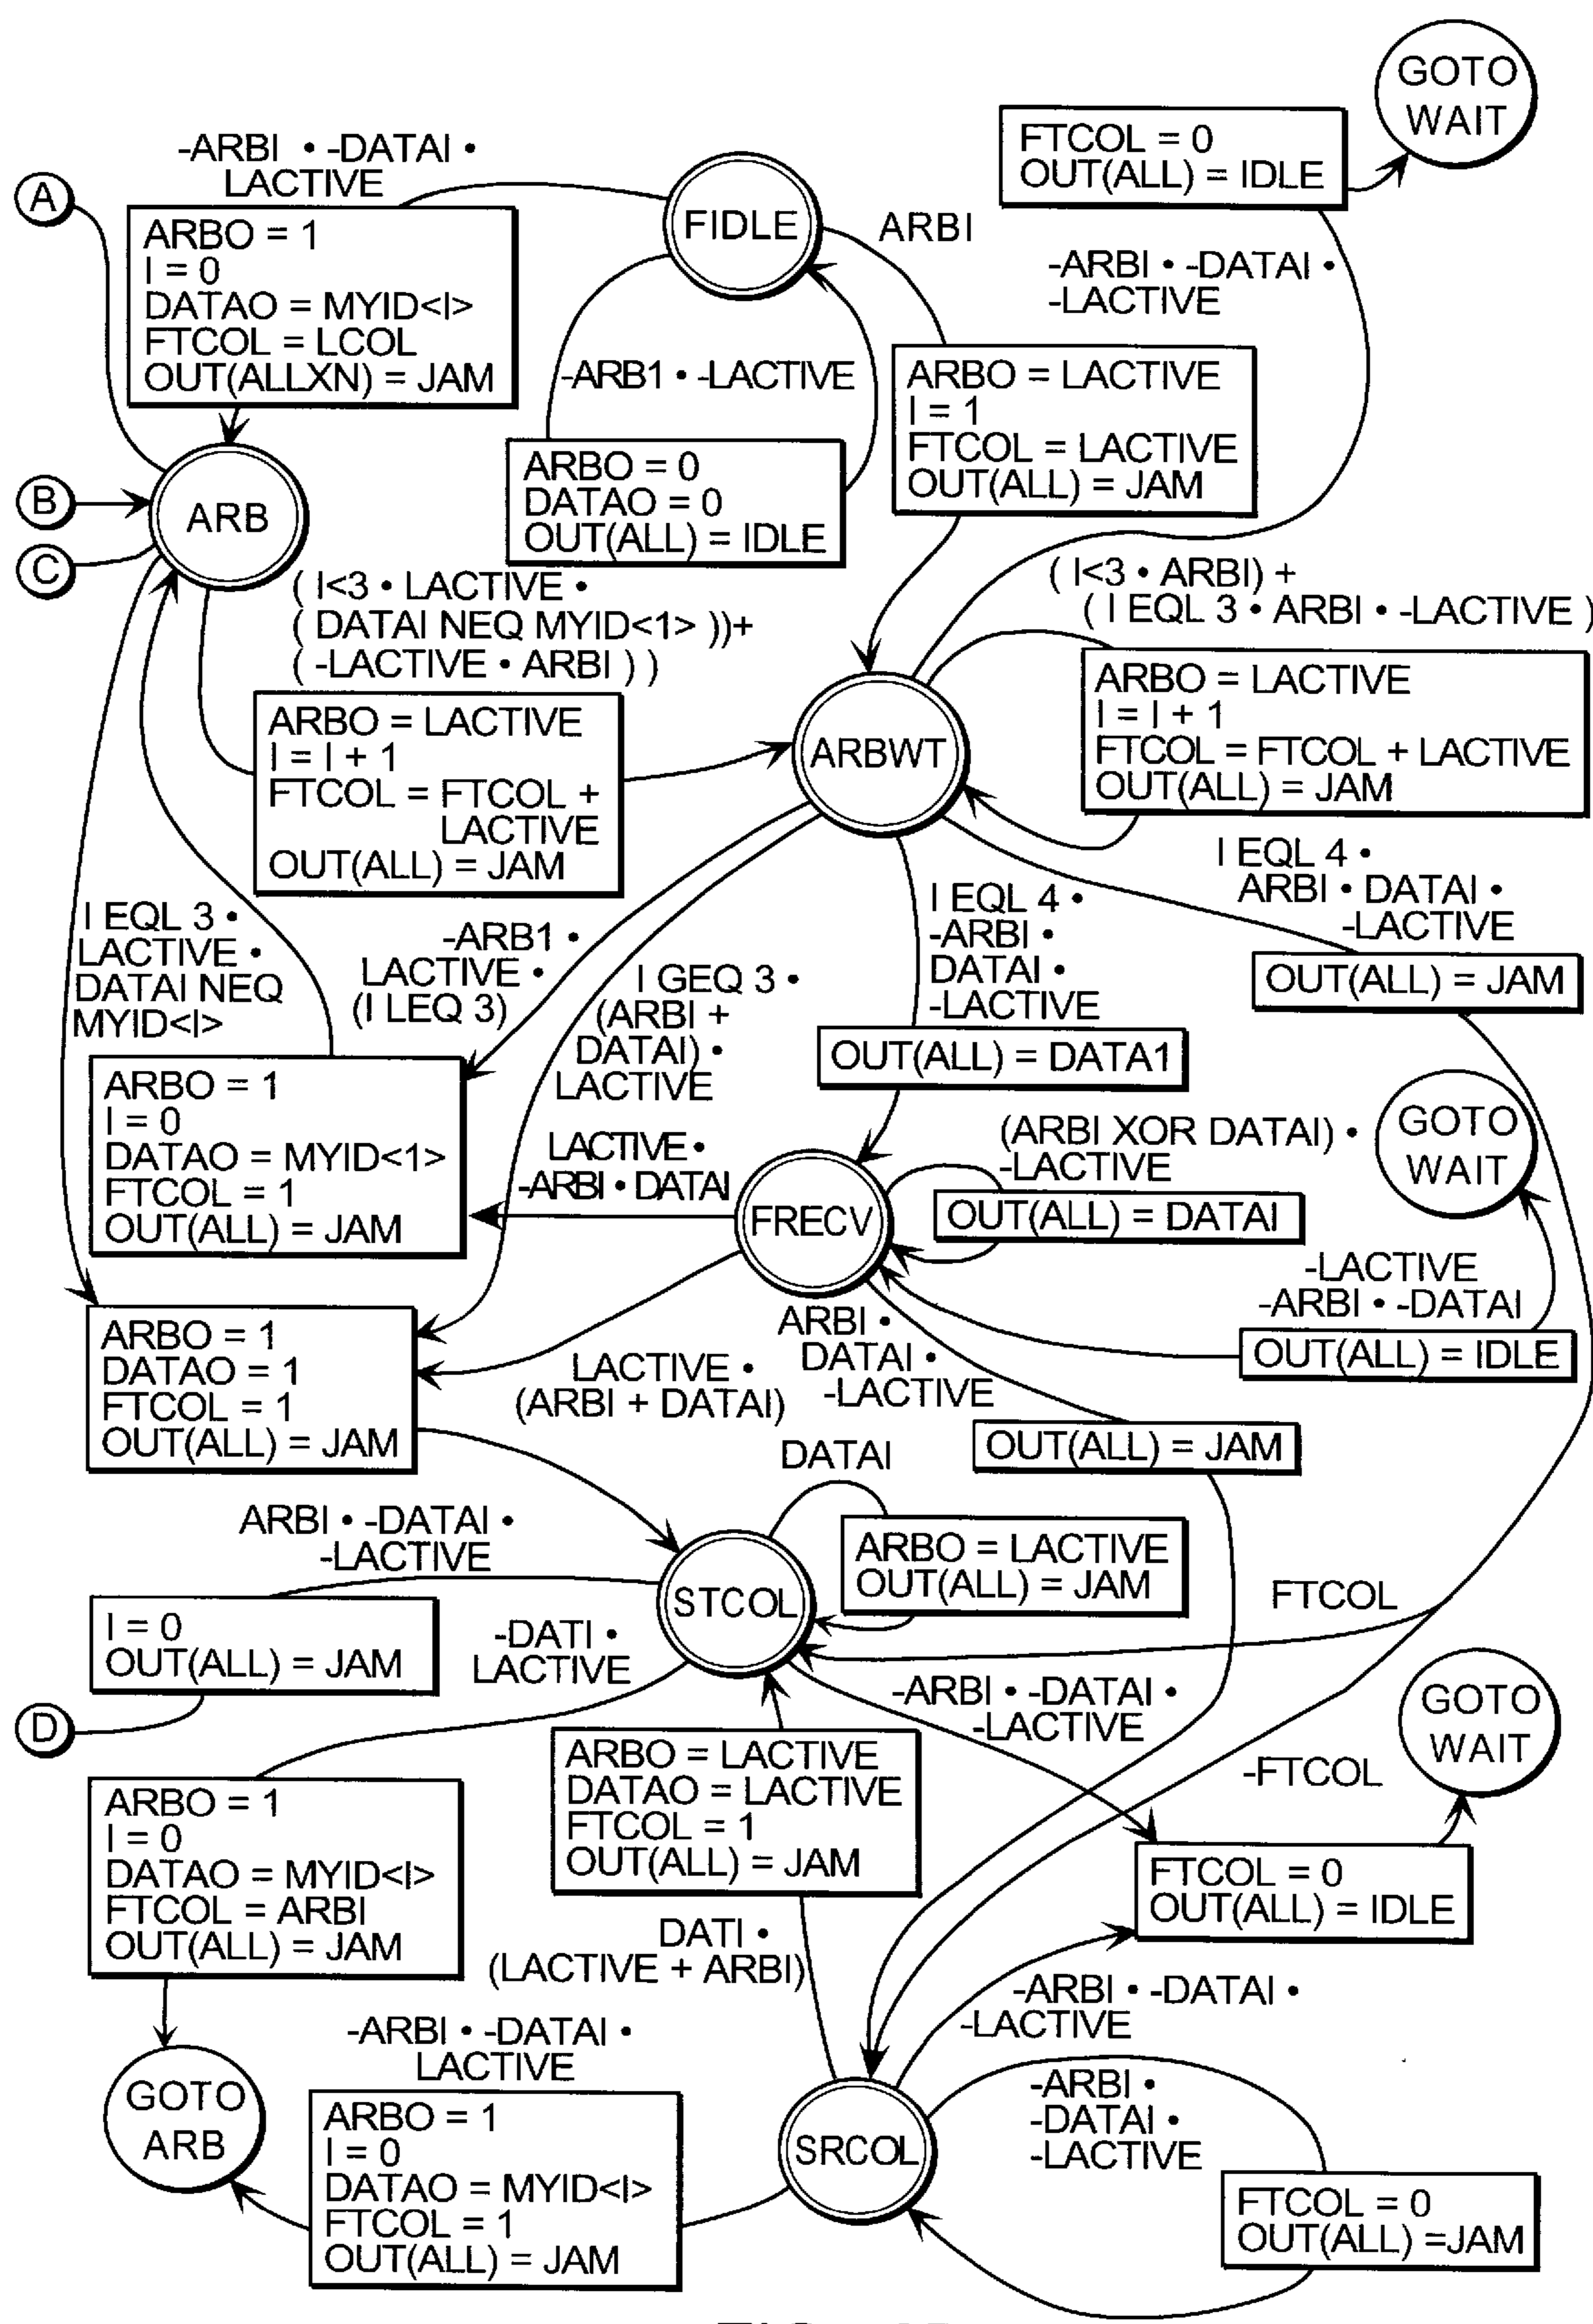 GOTO
WAIT
FTCOL = 0
OUT(ALL) = IDLE
-ARBI • -DATAI •
LACTIVE
A
ARBO = 1
I = 0
DATAO = MYID<I>
FTCOL = LCOL
OUT(ALLXN) = JAM
FIDLE
ARBI
-ARBI • -DATAI •
-LACTIVE
-ARB1 • -LACTIVE
ARBO = 0
DATAO = 0
OUT(ALL) = IDLE
ARBO = LACTIVE
I = 1
FTCOL = LACTIVE
OUT(ALL) = JAM
B
ARB
C
( I<3 • LACTIVE •
( DATAI NEQ MYID<1> ))+
( -LACTIVE • ARBI ) )
( I<3 • ARBI) +
( I EQL 3 • ARBI • -LACTIVE )
ARBO = LACTIVE
I = I + 1
FTCOL = FTCOL +
LACTIVE
OUT(ALL) = JAM
ARBWT
ARBO = LACTIVE
I = I + 1
FTCOL = FTCOL + LACTIVE
OUT(ALL) = JAM
I EQL 3 •
LACTIVE •
DATAI NEQ
MYID<I>
-ARB1 •
LACTIVE •
(I LEQ 3)
I GEQ 3 •
(ARBI +
DATAI) •
LACTIVE
I EQL 4 •
-ARBI •
DATAI •
-LACTIVE
I EQL 4 •
ARBI • DATAI •
-LACTIVE
OUT(ALL) = JAM
OUT(ALL) = DATA1
ARBO = 1
I = 0
DATAO = MYID<1>
FTCOL = 1
OUT(ALL) = JAM
LACTIVE •
-ARBI • DATAI
FRECV
(ARBI XOR DATAI) •
-LACTIVE
OUT(ALL) = DATAI
GOTO
WAIT
-LACTIVE
-ARBI • -DATAI
OUT(ALL) = IDLE
ARBO = 1
DATAO = 1
FTCOL = 1
OUT(ALL) = JAM
LACTIVE •
(ARBI + DATAI)
ARBI •
DATAI •
-LACTIVE
OUT(ALL) = JAM
DATAI
ARBI • -DATAI •
-LACTIVE
I = 0
OUT(ALL) = JAM
D
STCOL
ARBO = LACTIVE
OUT(ALL) = JAM
FTCOL
-DATI •
LACTIVE
-ARBI • -DATAI •
-LACTIVE
GOTO
WAIT
-FTCOL
ARBO = LACTIVE
DATAO = LACTIVE
FTCOL = 1
OUT(ALL) = JAM
ARBO = 1
I = 0
DATAO = MYID<I>
FTCOL = ARBI
OUT(ALL) = JAM
FTCOL = 0
OUT(ALL) = IDLE
DATI •
(LACTIVE + ARBI)
-ARBI • -DATAI •
-LACTIVE
-ARBI • -DATAI •
LACTIVE
GOTO
ARB
ARBO = 1
I = 0
DATAO = MYID<I>
FTCOL = 1
OUT(ALL) = JAM
SRCOL
-ARBI •
-DATAI •
-LACTIVE
FTCOL = 0
OUT(ALL) =JAM